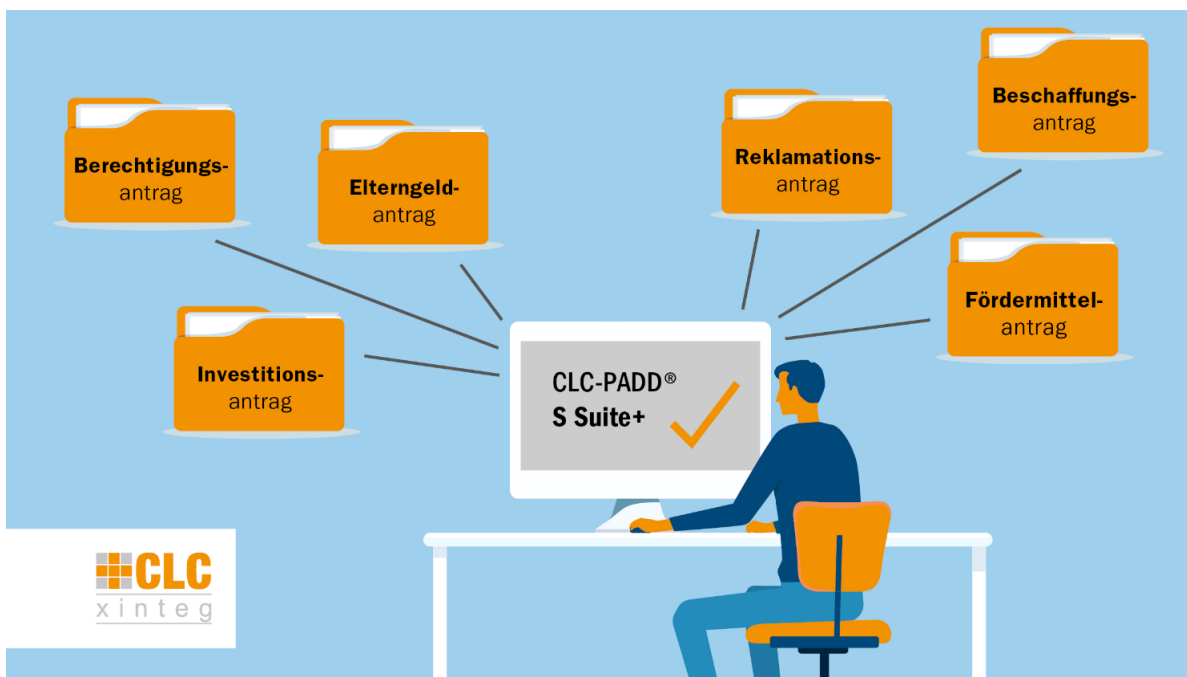 Berechtigungs-
antrag
Elterngeld-
antrag
Reklamations-
antrag
Beschaffungs-
antrag
Investitions-
antrag
Fördermittel-
antrag
CLC-PADD®
S Suite+
CLC
xinteg